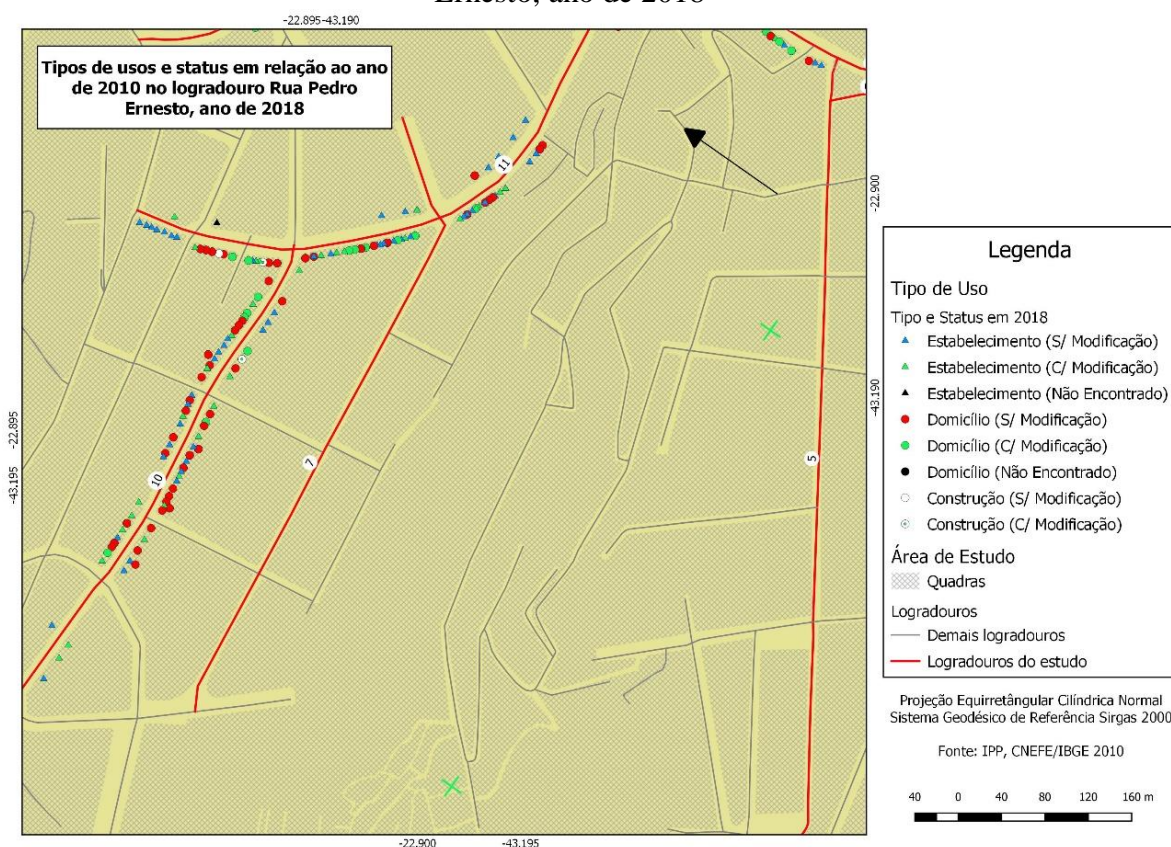 Ernesto, ano de 2018
-22.895-43.190
Tipos de usos e status em relação ao ano
de 2010 no logradouro Rua Pedro
Ernesto, ano de 2018
11
-22.900
-43.190
-22.895
-43.195
10
7
5
-22.900
-43.195
Legenda
Tipo de Uso
Tipo e Status em 2018
Estabelecimento (S/ Modificação)
Estabelecimento (C/ Modificação)
Estabelecimento (Não Encontrado)
Domicílio (S/ Modificação)
Domicílio (C/ Modificação)
Domicílio (Não Encontrado)
Construção (S/ Modificação)
Construção (C/ Modificação)
Área de Estudo
Quadras
Logradouros
Demais logradouros
Logradouros do estudo
Projeção Equirretângular Cilíndrica Normal
Sistema Geodésico de Referência Sirgas 2000
Fonte: IPP, CNEFE/IBGE 2010
40 0 40 80 120 160 m